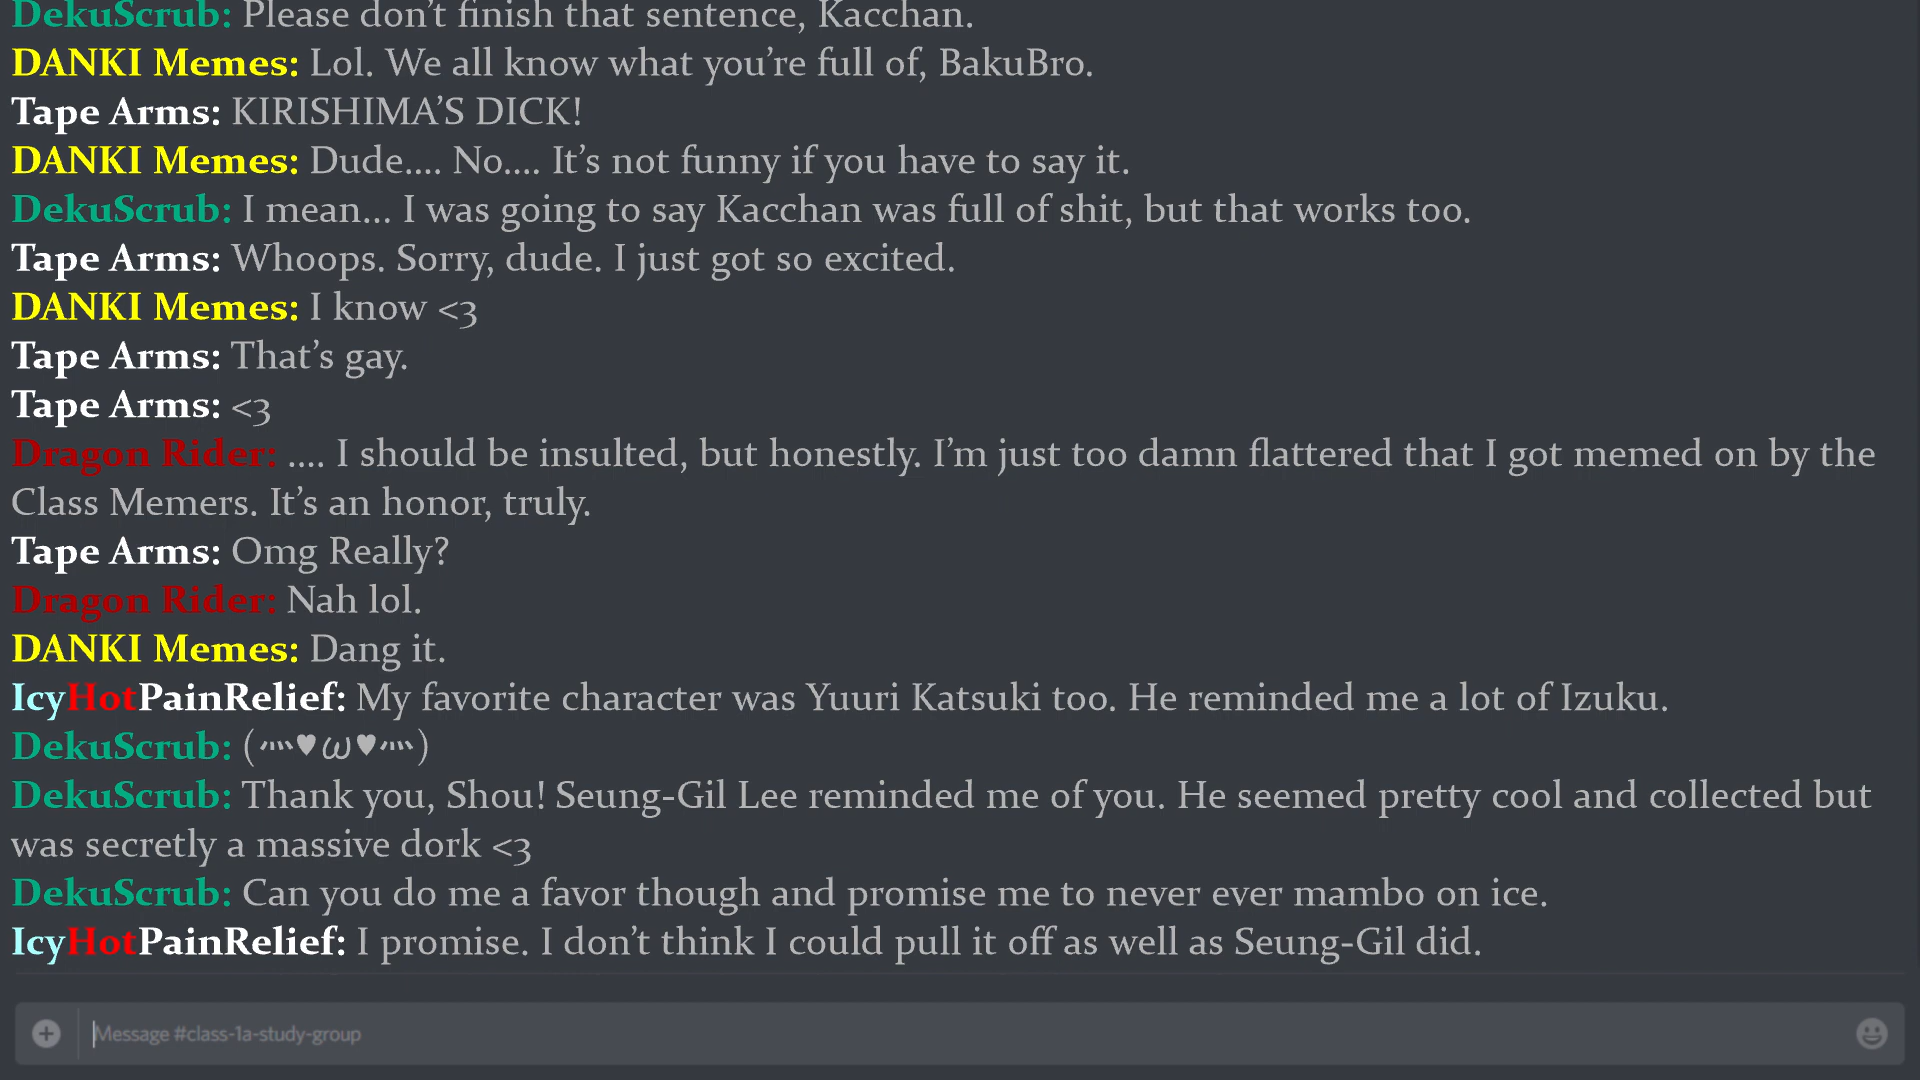 DekuScrub: Please don’t finish that sentence, Kacchan.
DANKI Memes: Lol. We all know what you’re full of, BakuBro.
Tape Arms: KIRISHIMA’S DICK!
DANKI Memes: Dude.... No.... It’s not funny if you have to say it.
DekuScrub: I mean... I was going to say Kacchan was full of shit, but that works too.
Tape Arms: Whoops. Sorry, dude. I just got so excited.
DANKI Memes: I know <3
Tape Arms: That’s gay.
Tape Arms: <3
Dragon Rider: .... I should be insulted, but honestly. I’m just too damn flattered that I got memed on by the
Class Memers. It’s an honor, truly.
Tape Arms: Omg Really?
Dragon Rider: Nah lol.
DANKI Memes: Dang it.
IcyHotPainRelief: My favorite character was Yuuri Katsuki too. He reminded me a lot of Izuku.
DekuScrub: (灬♥ω♥灬)
DekuScrub: Thank you, Shou! Seung-Gil Lee reminded me of you. He seemed pretty cool and collected but
was secretly a massive dork <3
DekuScrub: Can you do me a favor though and promise me to never ever mambo on ice.
IcyHotPainRelief: I promise. I don’t think I could pull it off as well as Seung-Gil did.
Message #class-1a-study-group